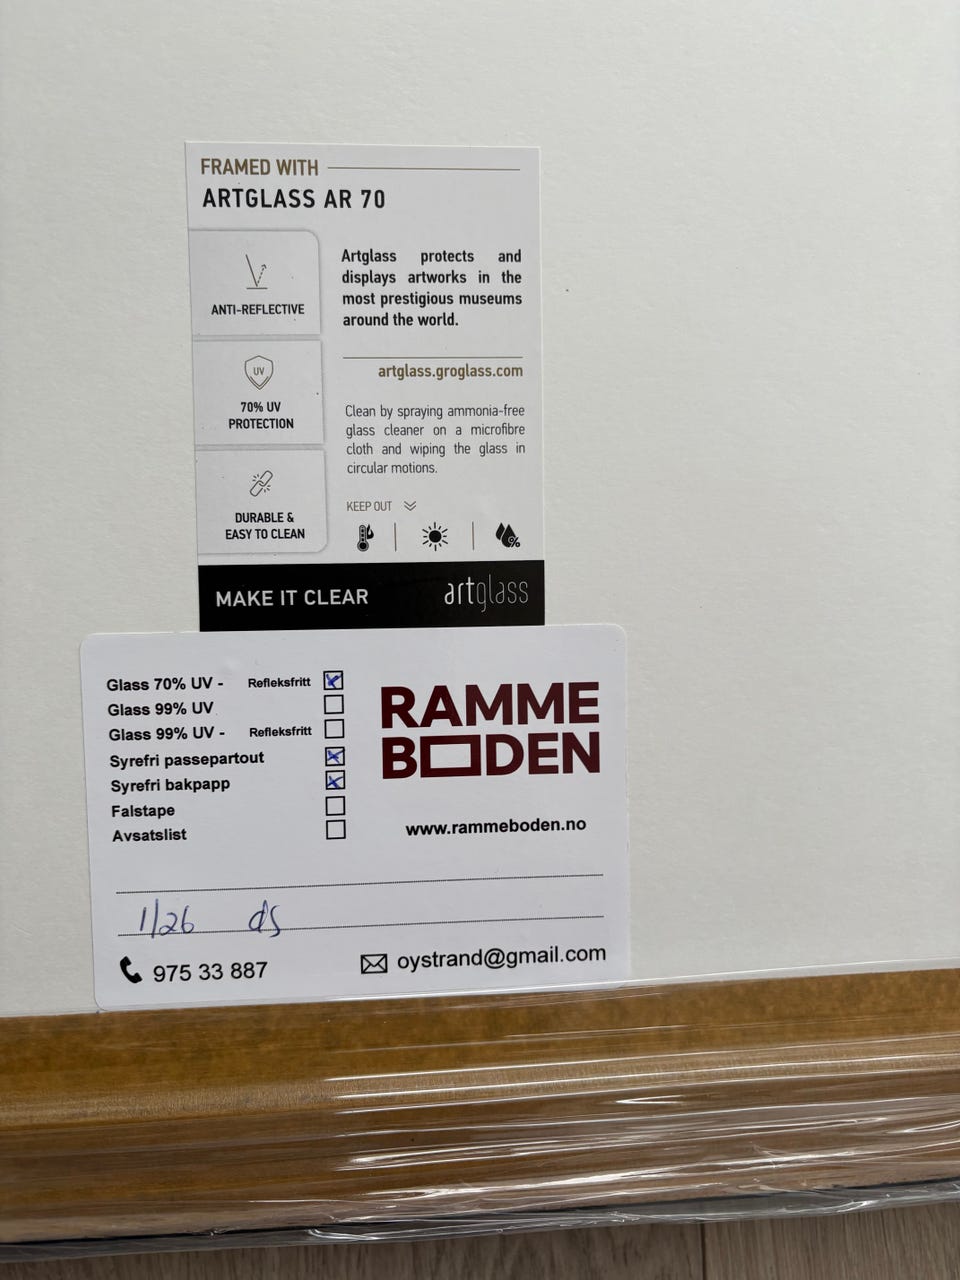 FRAMED WITH
ARTGLASS AR 70
ANTI-REFLECTIVE
UV
70% UV
PROTECTION
DURABLE &
EASY TO CLEAN
Artglass protects and
displays artworks in the
most prestigious museums
around the world.
artglass.groglass.com
Clean by spraying ammonia-free
glass cleaner on a microfibre
cloth and wiping the glass in
circular motions.
KEEP OUT
%
MAKE IT CLEAR
artglass
Glass 70% UV - Refleksfritt
Glass 99% UV
Glass 99% UV - Refleksfritt
Syrefri passepartout
Syrefri bakpapp
Falstape
Avsatslist
RAMME
BODEN
www.rammeboden.no
1/26 ds
975 33 887
oystrand@gmail.com